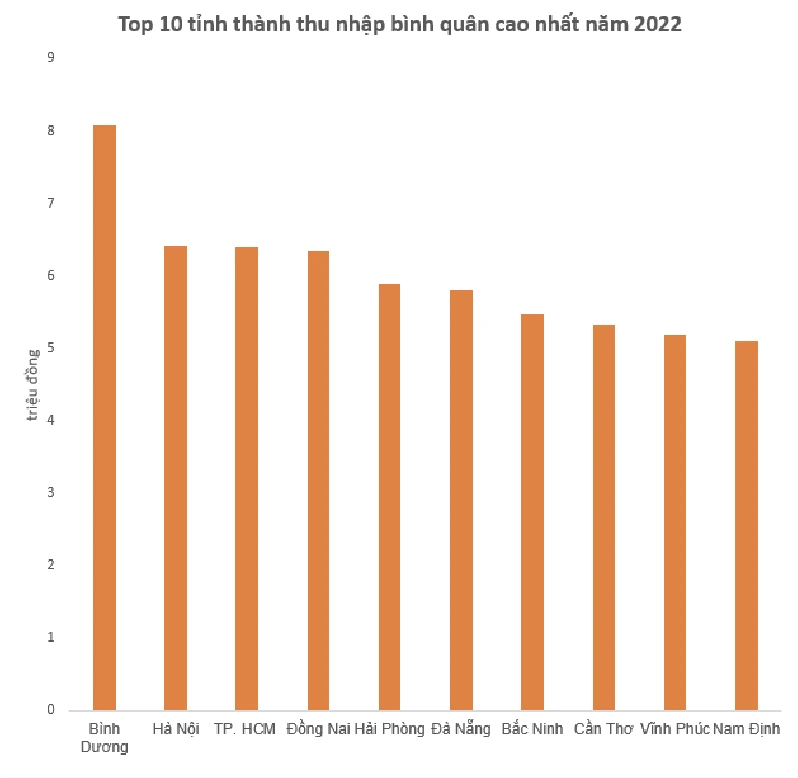 Top 10 tỉnh thành thu nhập bình quân cao nhất năm 2022
9
8
7
6
5
4
3
2
1
0
triệu đồng
Bình Dương
Hà Nội
TP. HCM
Đồng Nai
Hải Phòng
Đà Nẵng
Bắc Ninh
Cần Thơ
Vĩnh Phúc
Nam Định